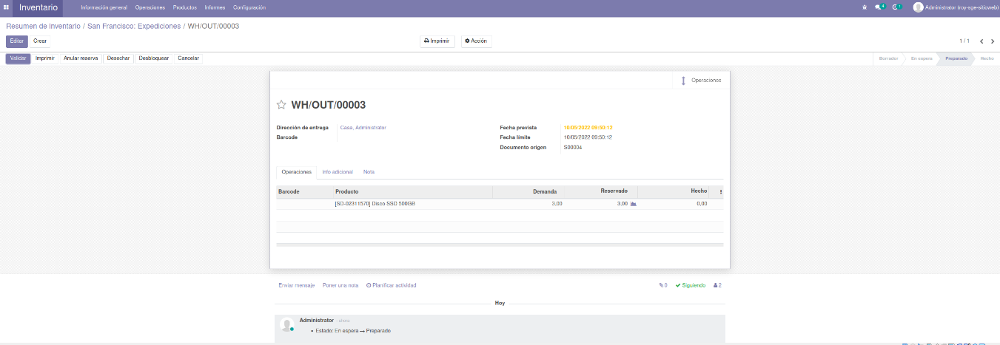 Inventario Información general Operaciones Productos Informes Configuración 4 1 Administrator (roy-sge-sitioweb)
Resumen de inventario / San Francisco: Expediciones / WH/OUT/00003
Editar Crear Imprimir Acción 1 / 1
Validar Imprimir Anular reserva Desechar Desbloquear Cancelar Borrador En espera Preparado Hecho
Operaciones
WH/OUT/00003
Dirección de entrega Casa, Administrator Fecha prevista 10/05/2022 09:50:12
Barcode Fecha límite 10/05/2022 09:50:12
Documento origen S00004
Operaciones Info adicional Nota
Barcode Producto Demanda Reservado Hecho
[SD-02311570] Disco SSD 500GB 3,00 3,00 0,00
Enviar mensaje Poner una nota Planificar actividad 0 Siguiendo 2
Hoy
Administrator - ahora
• Estado: En espera → Preparado